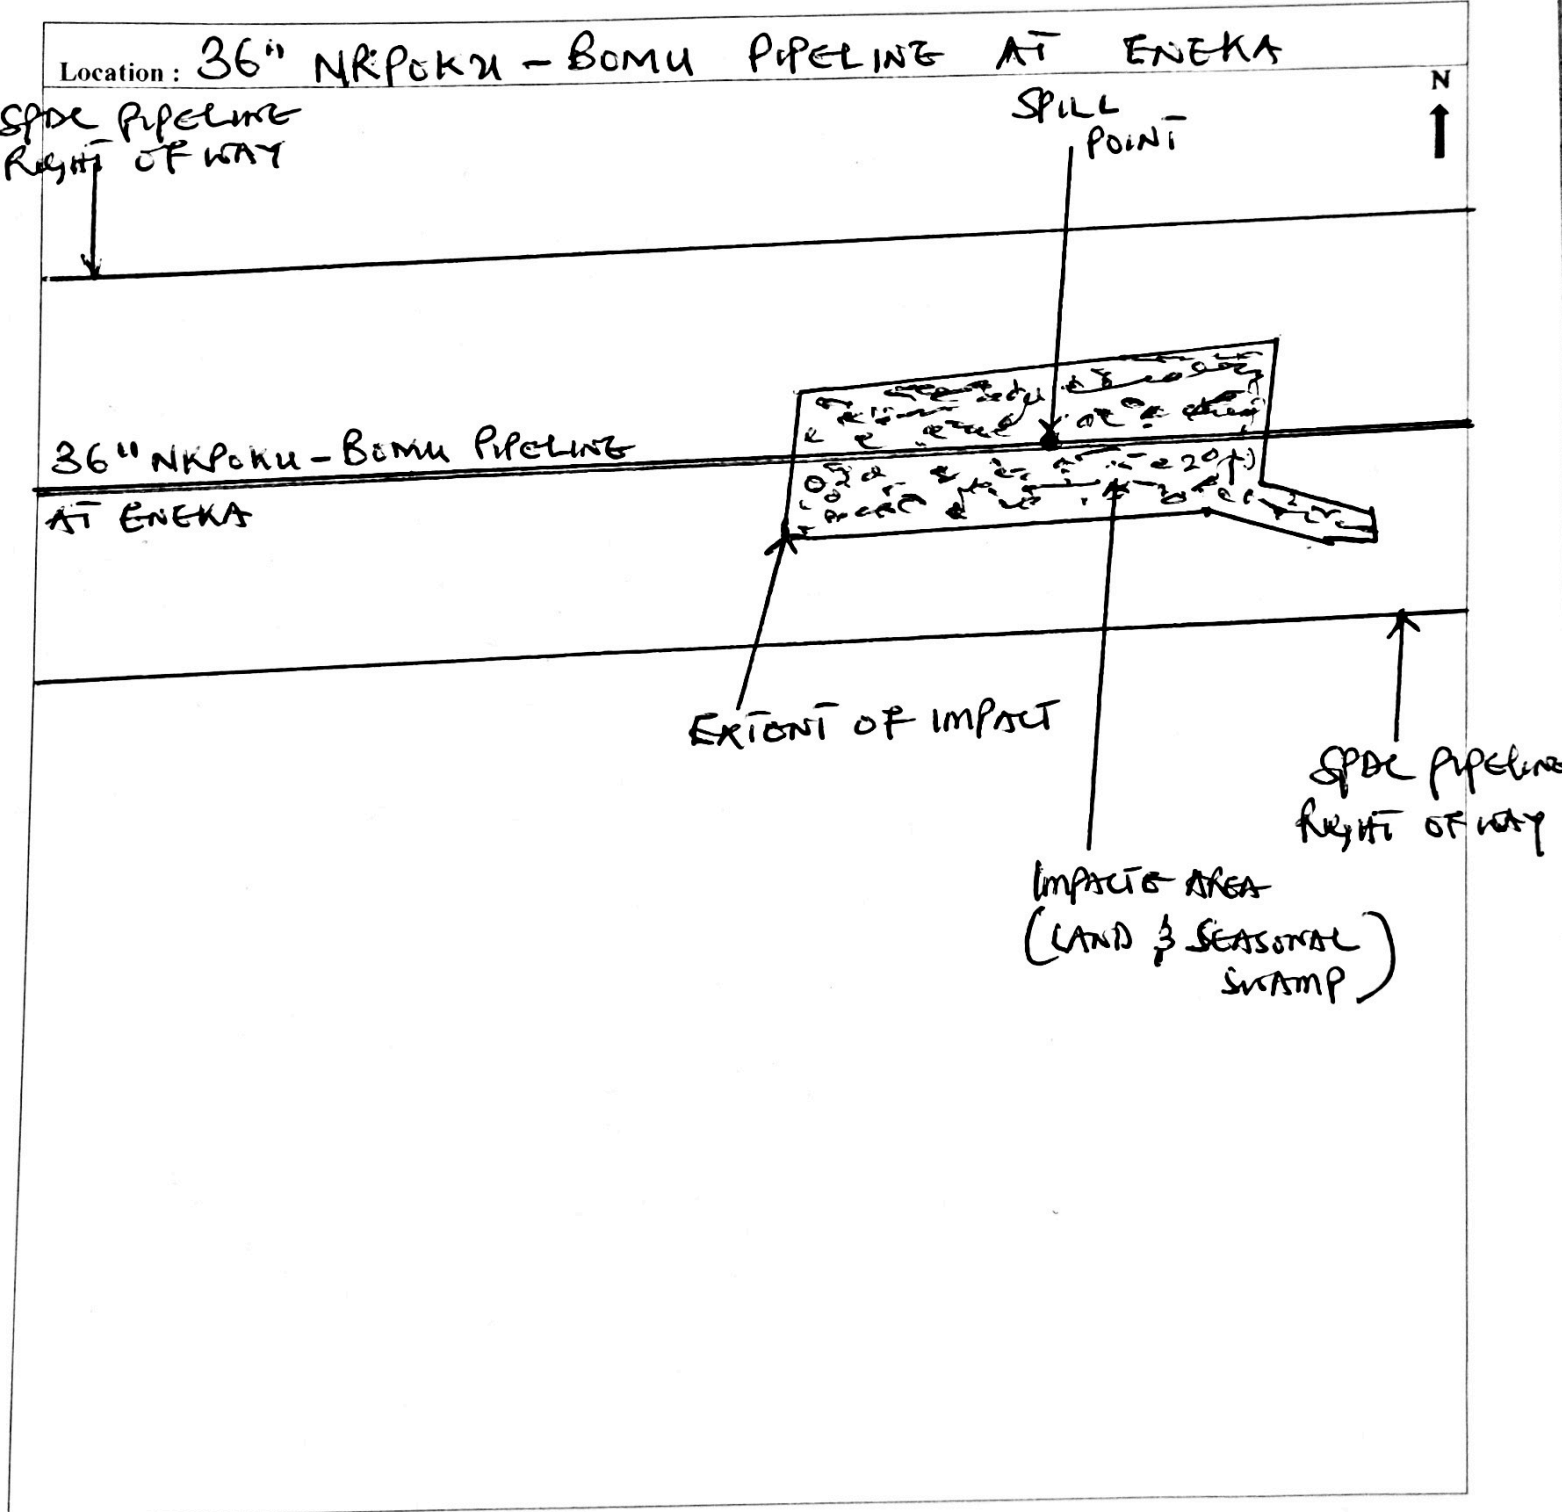 Location : 36" NKPOKU - BOMU PIPELINE AT ENEKA
N
SPDC PIPELINE
RIGHT OF WAY
SPILL
POINT
36" NKPOKU - BOMU PIPELINE
AT ENEKA
EXTENT OF IMPACT
SPDC PIPELINE
RIGHT OF WAY
IMPACTE AREA
(LAND & SEASONAL
SWAMP)